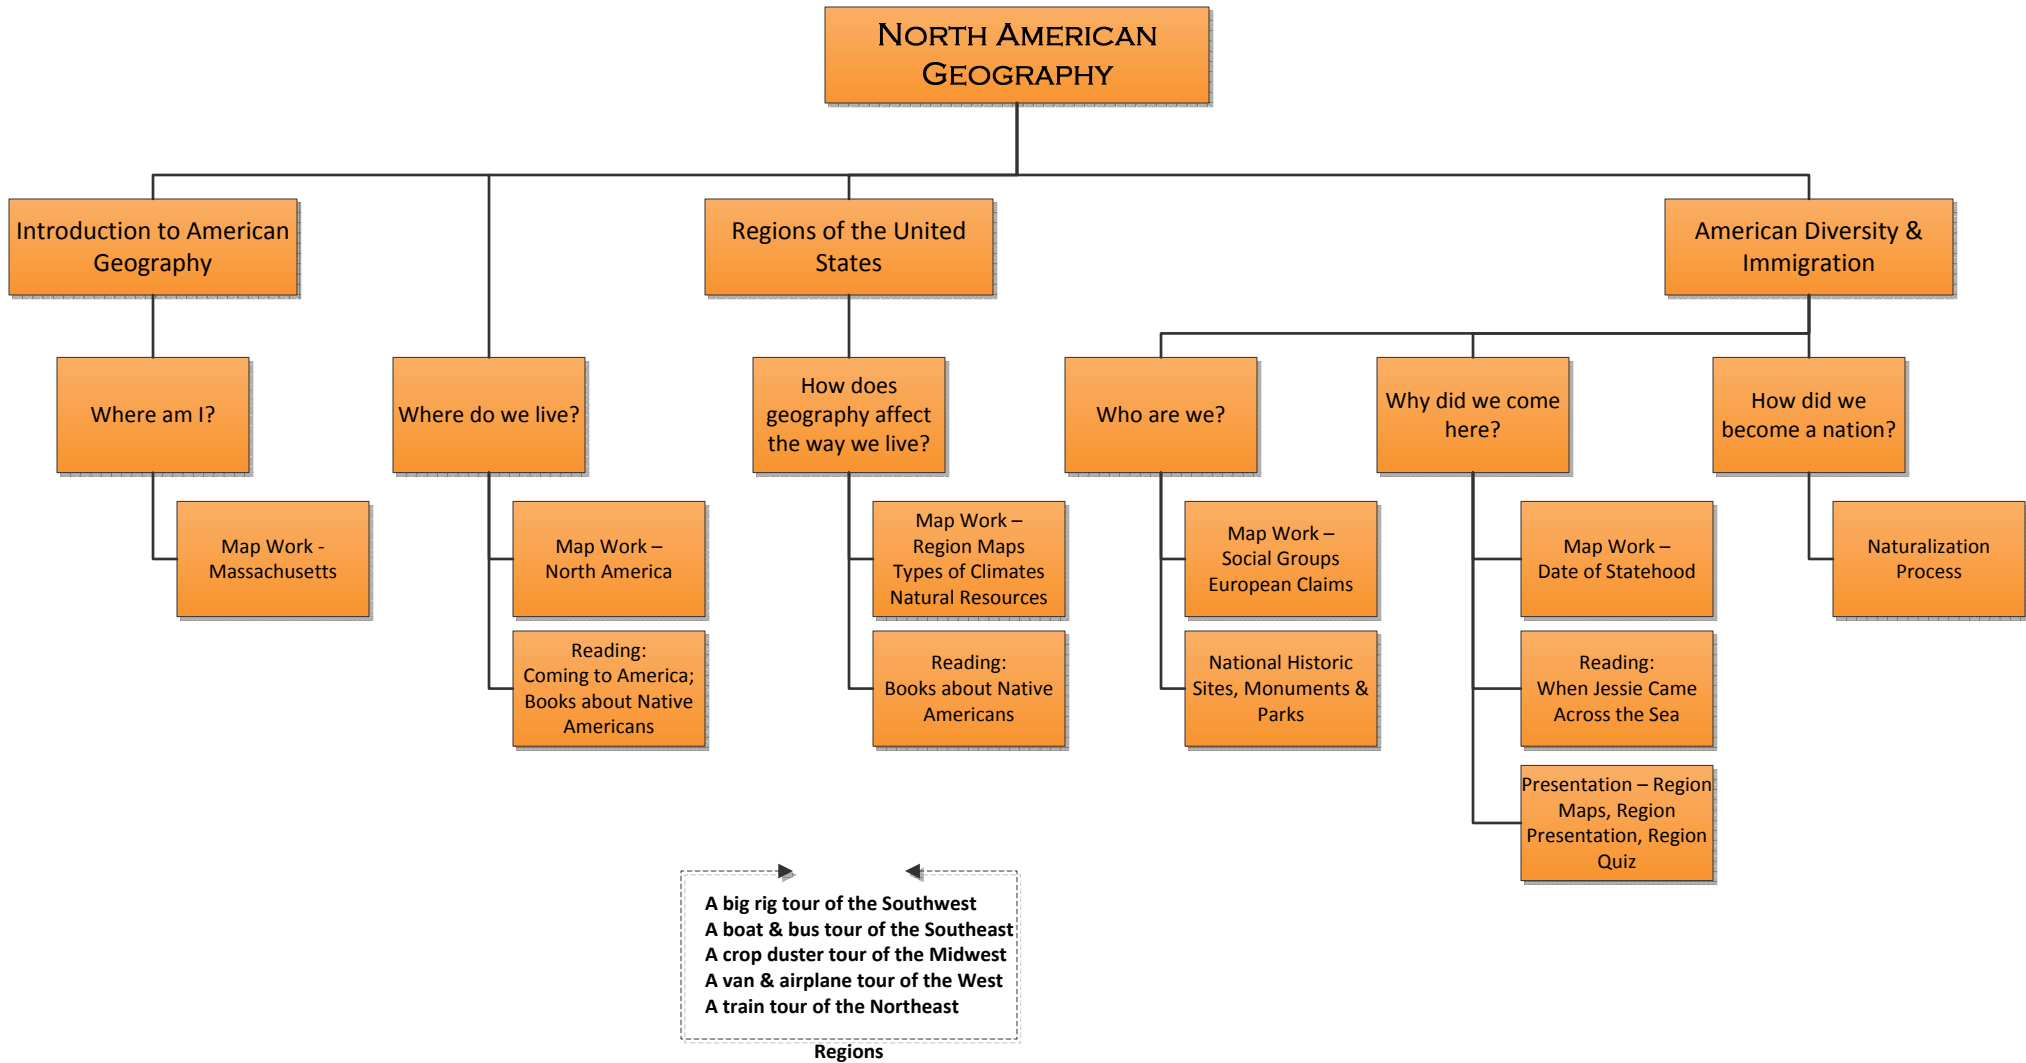 NORTH AMERICAN
GEOGRAPHY
Introduction to American
Geography
Regions of the United
States
American Diversity &
Immigration
Where am I?
Where do we live?
How does
geography affect
the way we live?
Who are we?
Why did we come
here?
How did we
become a nation?
Map Work -
Massachusetts
Map Work –
North America
Map Work –
Region Maps
Types of Climates
Natural Resources
Map Work –
Social Groups
European Claims
Map Work –
Date of Statehood
Naturalization
Process
Reading:
Coming to America;
Books about Native
Americans
Reading:
Books about Native
Americans
National Historic
Sites, Monuments &
Parks
Reading:
When Jessie Came
Across the Sea
Presentation – Region
Maps, Region
Presentation, Region
Quiz
A big rig tour of the Southwest
A boat & bus tour of the Southeast
A crop duster tour of the Midwest
A van & airplane tour of the West
A train tour of the Northeast
Regions